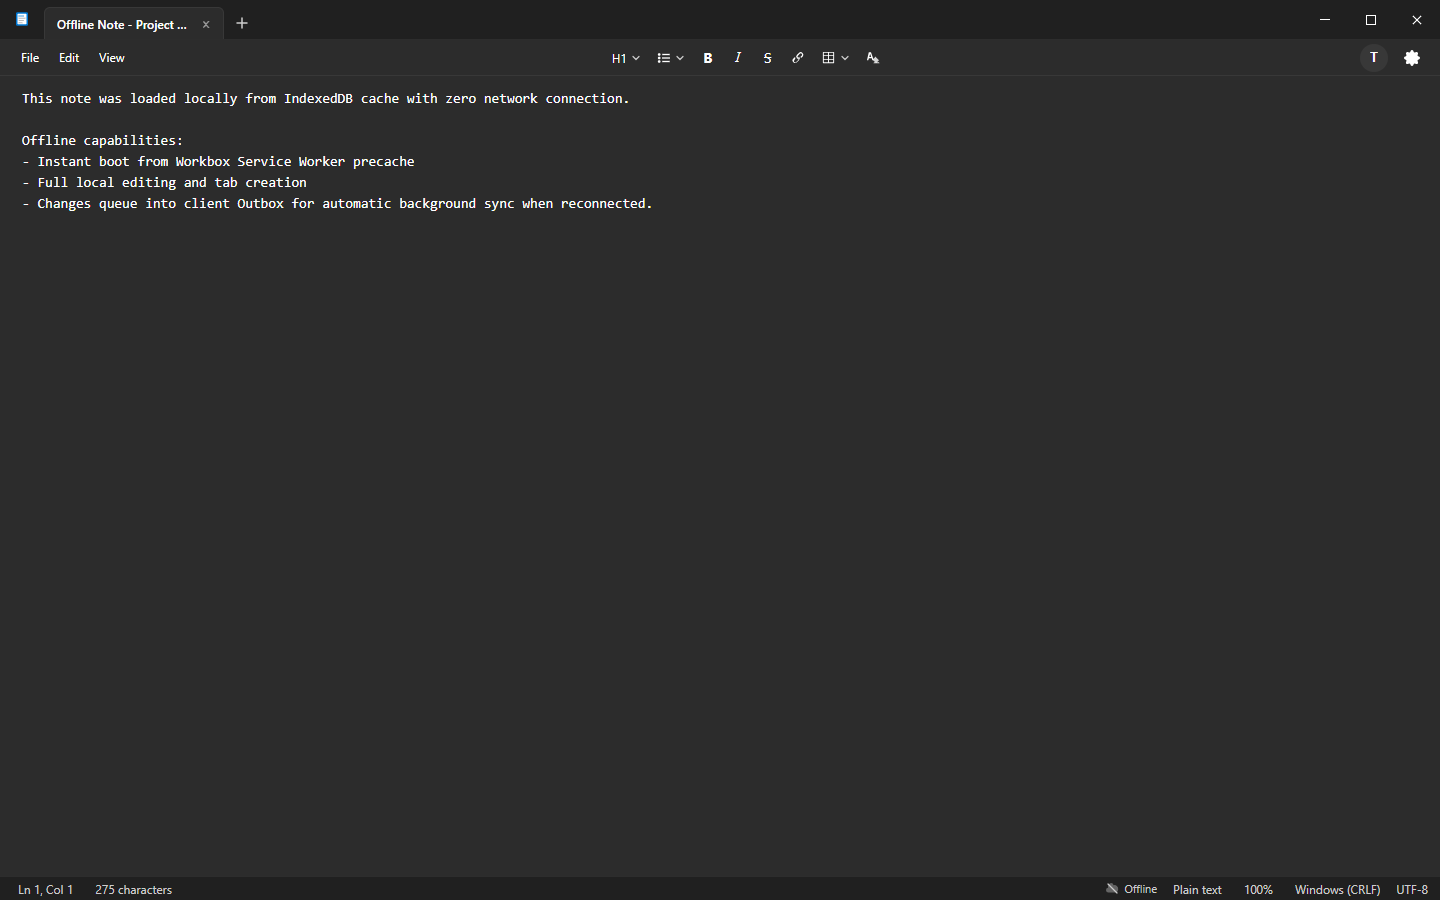 Offline Note - Project ...
File Edit View H1 B I S A T
This note was loaded locally from IndexedDB cache with zero network connection.
Offline capabilities:
- Instant boot from Workbox Service Worker precache
- Full local editing and tab creation
- Changes queue into client Outbox for automatic background sync when reconnected.
Ln 1, Col 1 275 characters Offline Plain text 100% Windows (CRLF) UTF-8